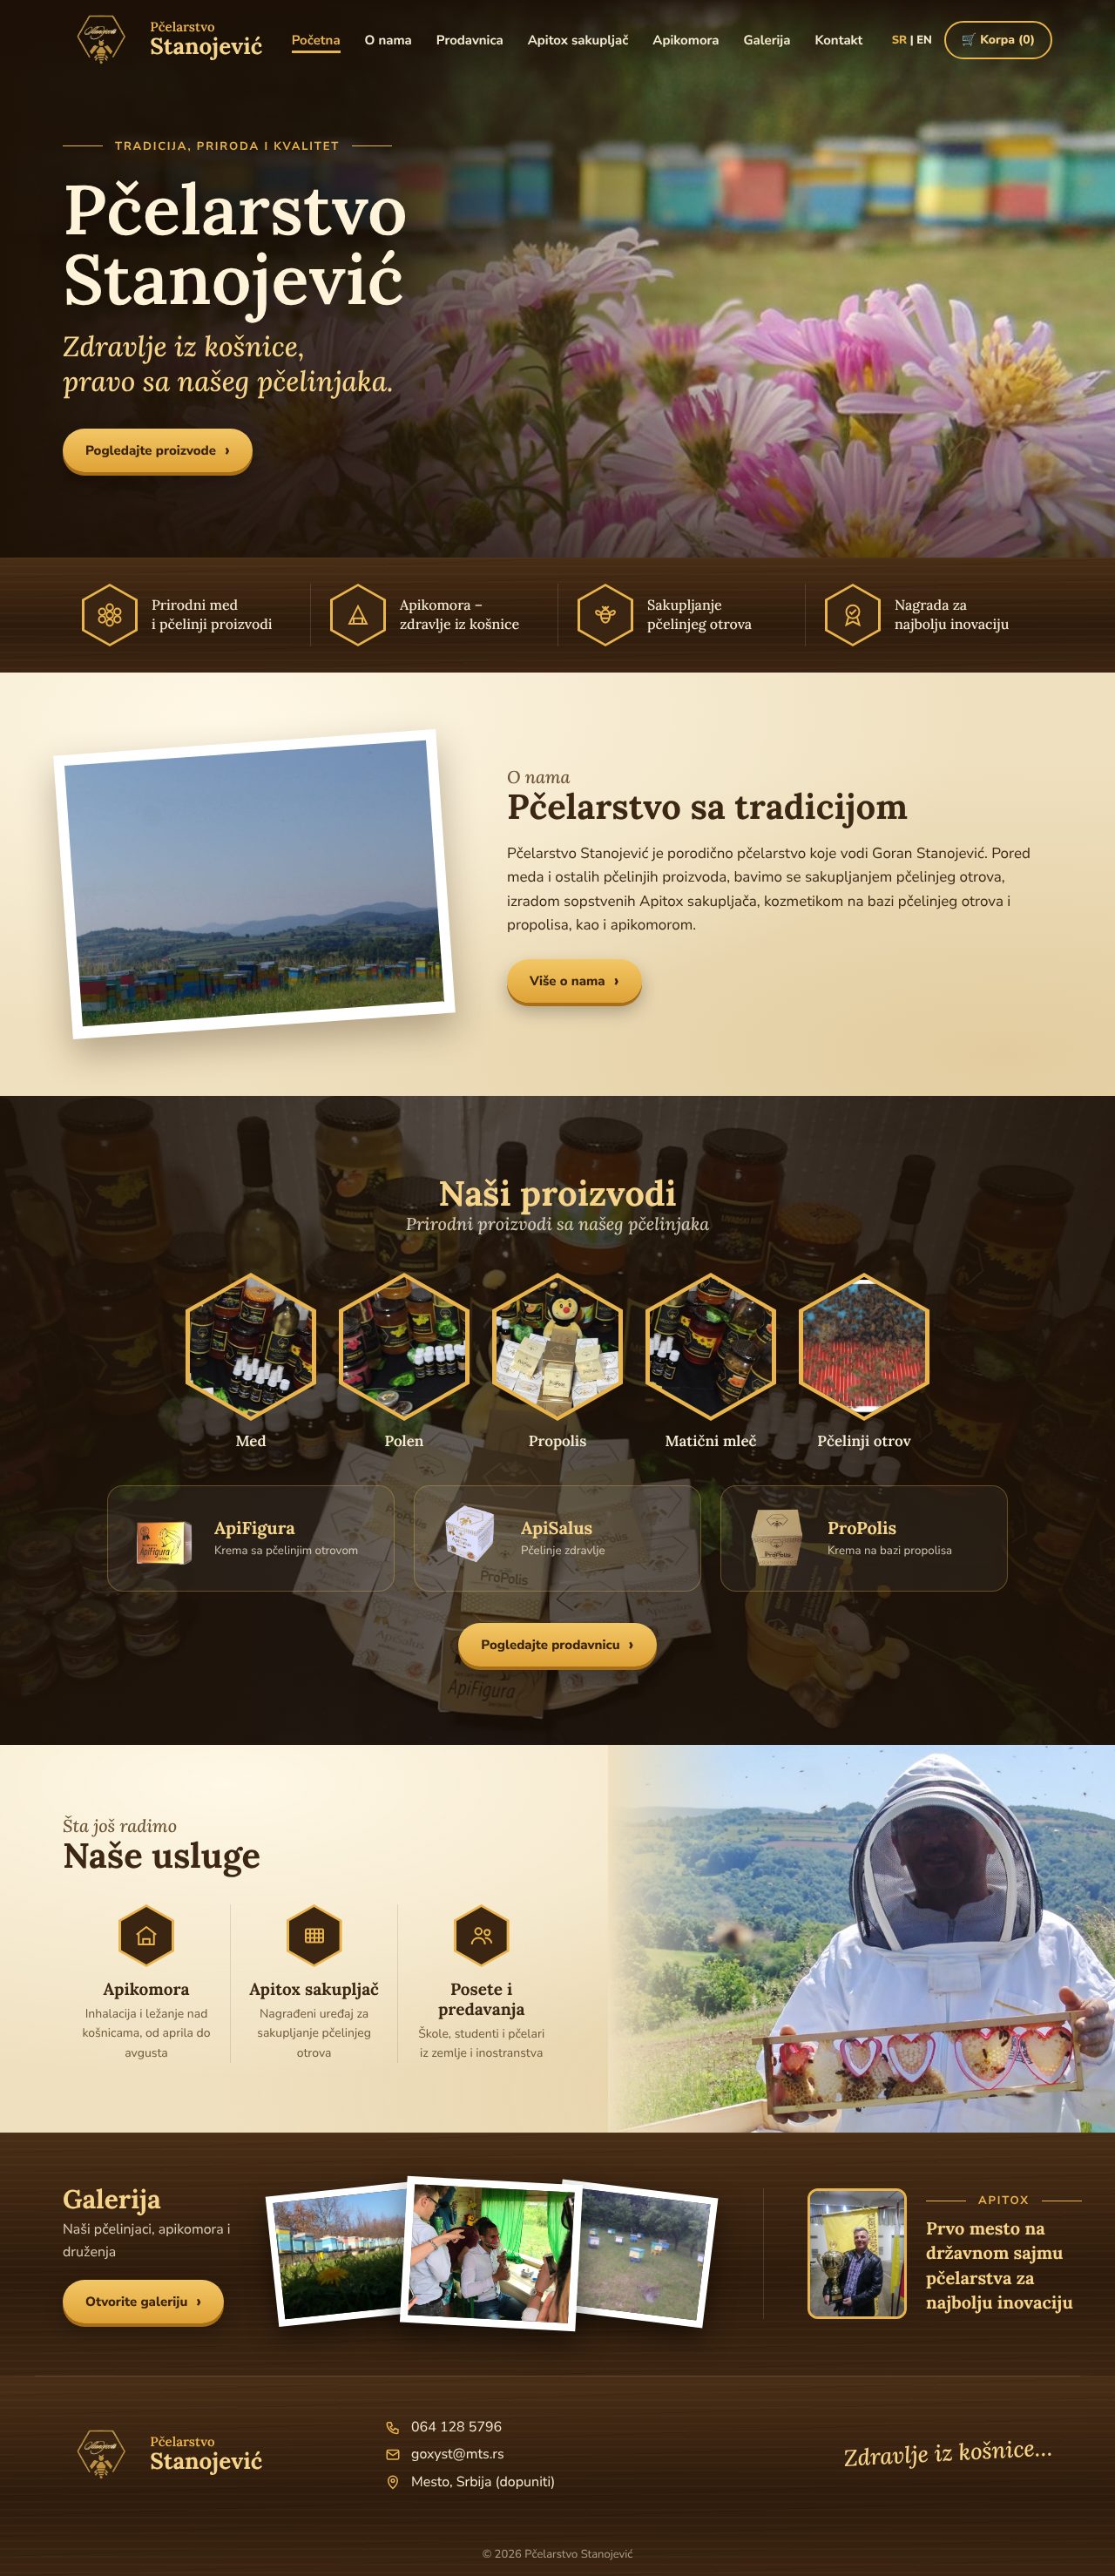 Pčelarstvo
Stanojević
Početna
O nama
Prodavnica
Apitox sakupljač
Apikomora
Galerija
Kontakt
SR | EN
Korpa (0)
TRADICIJA, PRIRODA I KVALITET
Pčelarstvo
Stanojević
Zdravlje iz košnice,
pravo sa našeg pčelinjaka.
Pogledajte proizvode ›
Prirodni med
i pčelinji proizvodi
Apikomora –
zdravlje iz košnice
Sakupljanje
pčelinjeg otrova
Nagrada za
najbolju inovaciju
O nama
Pčelarstvo sa tradicijom
Pčelarstvo Stanojević je porodično pčelarstvo koje vodi Goran Stanojević. Pored
meda i ostalih pčelinjih proizvoda, bavimo se sakupljanjem pčelinjeg otrova,
izradom sopstvenih Apitox sakupljača, kozmetikom na bazi pčelinjeg otrova i
propolisa, kao i apikomorom.
Više o nama ›
Naši proizvodi
Prirodni proizvodi sa našeg pčelinjaka
Med
Polen
Propolis
Matični mleč
Pčelinji otrov
ApiFigura
ApiFigura
Krema sa pčelinjim otrovom
ApiSalus
Pčelinje zdravlje
ProPolis
ProPolis
Krema na bazi propolisa
ProPolis
ApiSalus
ApiFigura
Pogledajte prodavnicu ›
Šta još radimo
Naše usluge
Apikomora
Inhalacija i ležanje nad
košnicama, od aprila do
avgusta
Apitox sakupljač
Nagrađeni uređaj za
sakupljanje pčelinjeg
otrova
Posete i
predavanja
Škole, studenti i pčelari
iz zemlje i inostranstva
Galerija
Naši pčelinjaci, apikomora i
druženja
Otvorite galeriju ›
APITOX
Prvo mesto na
državnom sajmu
pčelarstva za
najbolju inovaciju
Pčelarstvo
Stanojević
064 128 5796
goxyst@mts.rs
Mesto, Srbija (dopuniti)
Zdravlje iz košnice...
© 2026 Pčelarstvo Stanojević